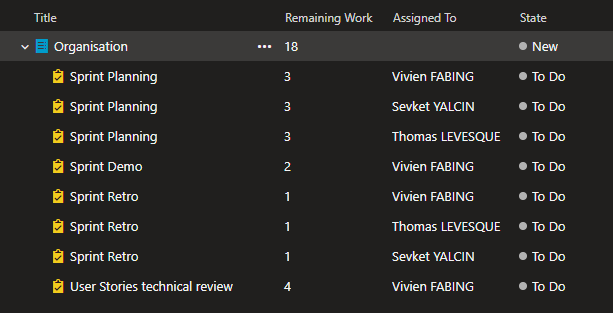 Title Remaining Work Assigned To State
Organisation ••• 18 New
Sprint Planning 3 Vivien FABING To Do
Sprint Planning 3 Sevket YALCIN To Do
Sprint Planning 3 Thomas LEVESQUE To Do
Sprint Demo 2 Vivien FABING To Do
Sprint Retro 1 Vivien FABING To Do
Sprint Retro 1 Thomas LEVESQUE To Do
Sprint Retro 1 Sevket YALCIN To Do
User Stories technical review 4 Vivien FABING To Do